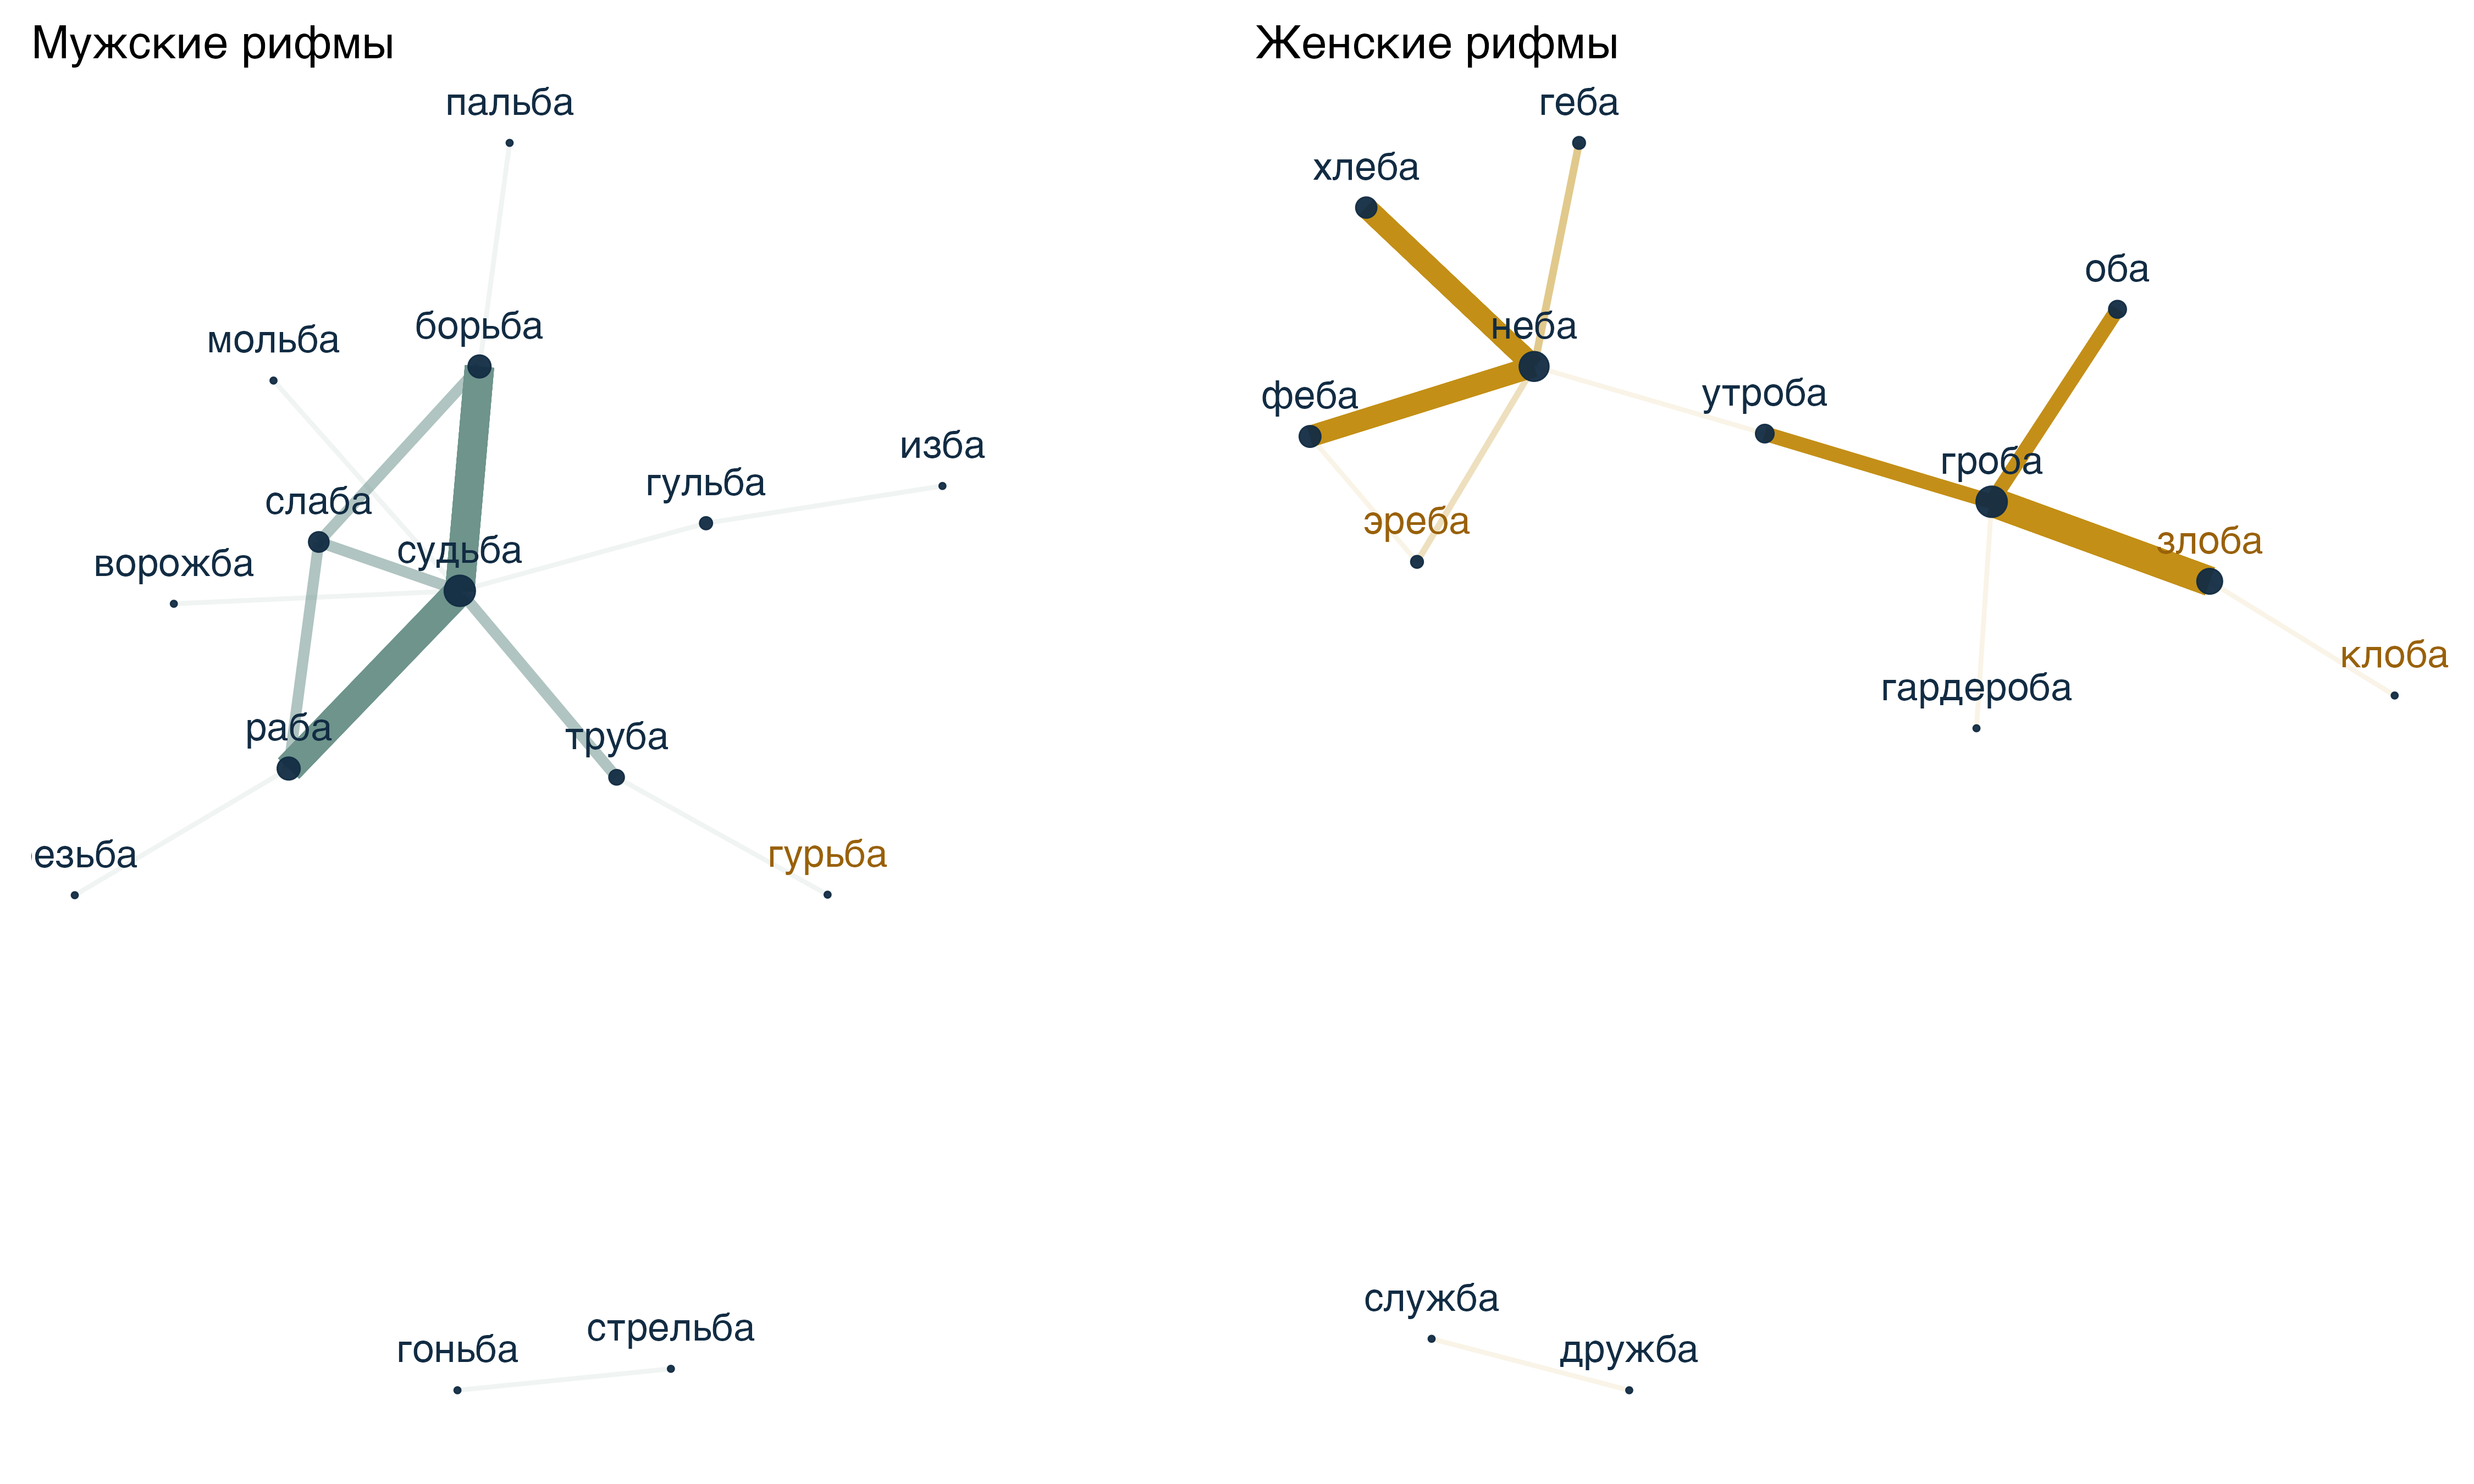 Мужские рифмы
пальба
борьба
мольба
изба
гульба
слаба
судьба
ворожба
раба
труба
езьба
гурьба
стрельба
гоньба
Женские рифмы
геба
хлеба
оба
неба
утроба
феба
гроба
эреба
злоба
клоба
гардероба
служба
дружба